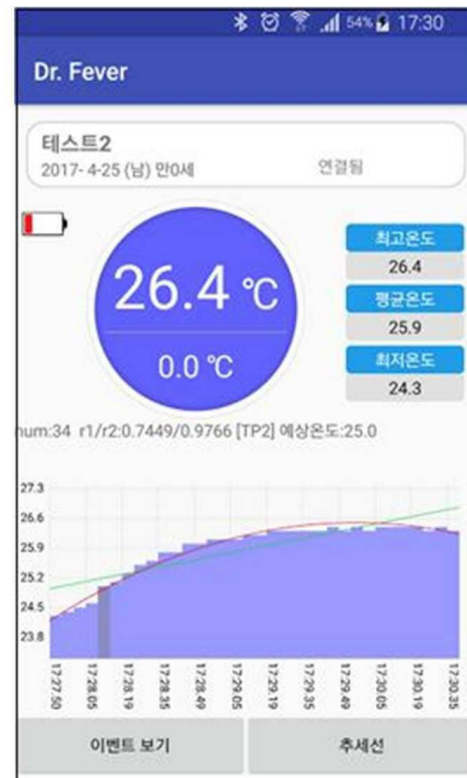 54% 17:30
Dr. Fever
테스트2
2017- 4-25 (남) 만0세
연결됨
26.4 ℃
0.0 ℃
최고온도
26.4
평균온도
25.9
최저온도
24.3
num:34 r1/r2:0.7449/0.9766 [TP2] 예상온도:25.0
27.3
26.6
25.9
25.2
24.5
23.8
17:27.50
17:28.05
17:28.19
17:28.35
17:28.49
17:29.05
17:29.19
17:29.35
17:29.49
17:30.05
17:30.19
17:30.35
이벤트 보기
추세선